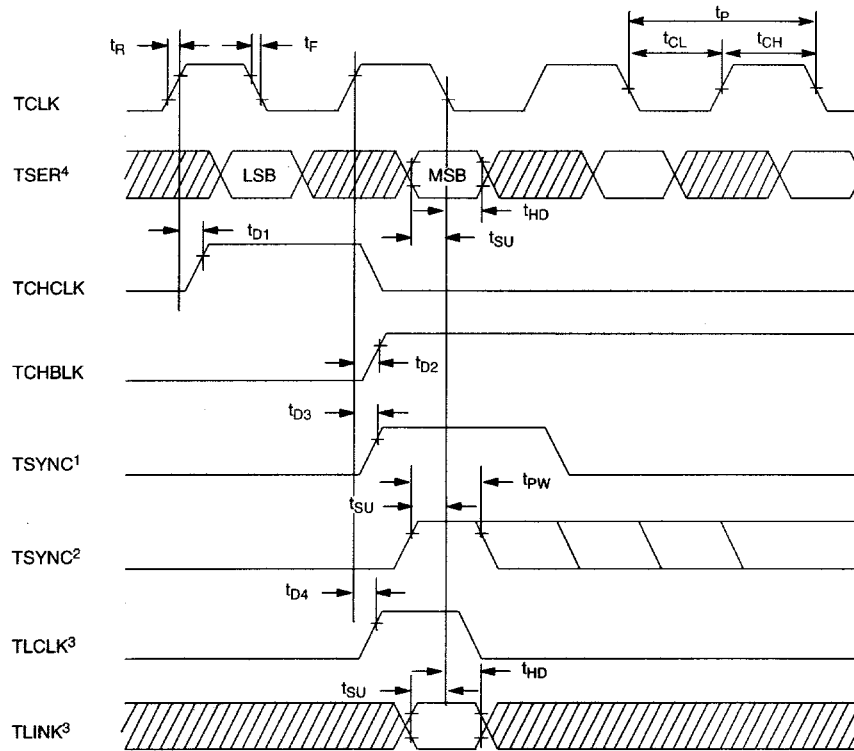 tP
tR tF tCL tCH
TCLK
TSER4 LSB MSB
tHD
tD1 tSU
TCHCLK
tD2
TCHBLK
tD3
TSYNC1
tPW
tSU
TSYNC2
tD4
TLCLK3
tHD
tSU
TLINK3